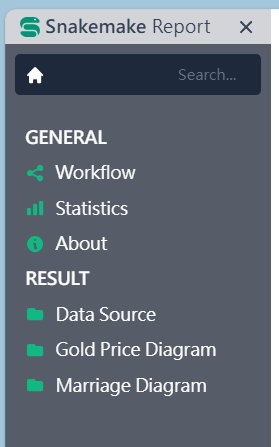 Snakemake Report
Search...
GENERAL
Workflow
Statistics
About
RESULT
Data Source
Gold Price Diagram
Marriage Diagram